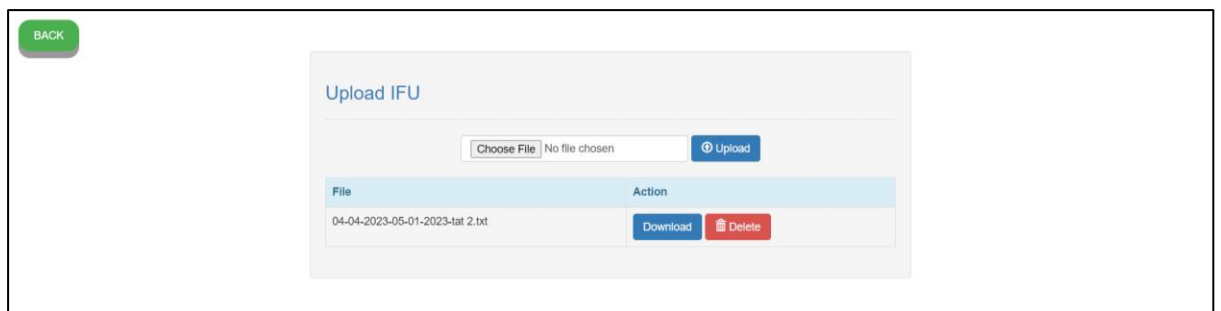 BACK
Upload IFU
Choose File No file chosen Upload
File Action
04-04-2023-05-01-2023-tat 2.txt Download Delete